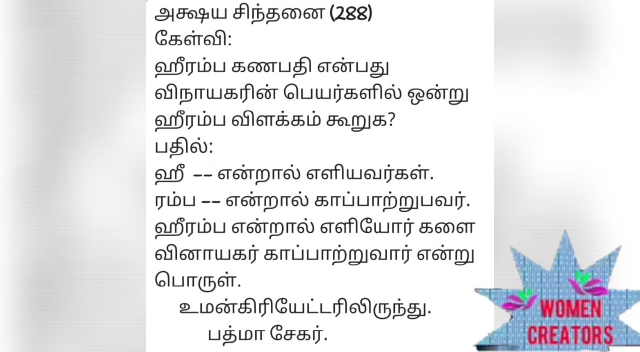 அக்ஷய சிந்தனை (288)
கேள்வி:
ஹீரம்ப கணபதி என்பது
விநாயகரின் பெயர்களில் ஒன்று
ஹீரம்ப விளக்கம் கூறுக?
பதில்:
ஹீ -- என்றால் எளியவர்கள்.
ரம்ப -- என்றால் காப்பாற்றுபவர்.
ஹீரம்ப என்றால் எளியோர் களை
வினாயகர் காப்பாற்றுவார் என்று
பொருள்.
உமன்கிரியேட்டரிலிருந்து.
பத்மா சேகர்.
WOMEN
CREATORS